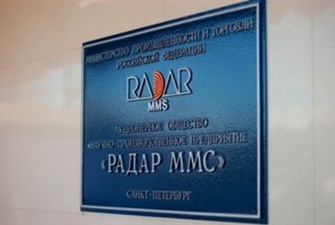 МИНИСТЕРСТВО ПРОМЫШЛЕННОСТИ И ТОРГОВЛИ
РОССИЙСКОЙ ФЕДЕРАЦИИ
RADAR
MMS
АКЦИОНЕРНОЕ ОБЩЕСТВО
«НАУЧНО-ПРОИЗВОДСТВЕННОЕ ПРЕДПРИЯТИЕ
«РАДАР ММС»
САНКТ-ПЕТЕРБУРГ